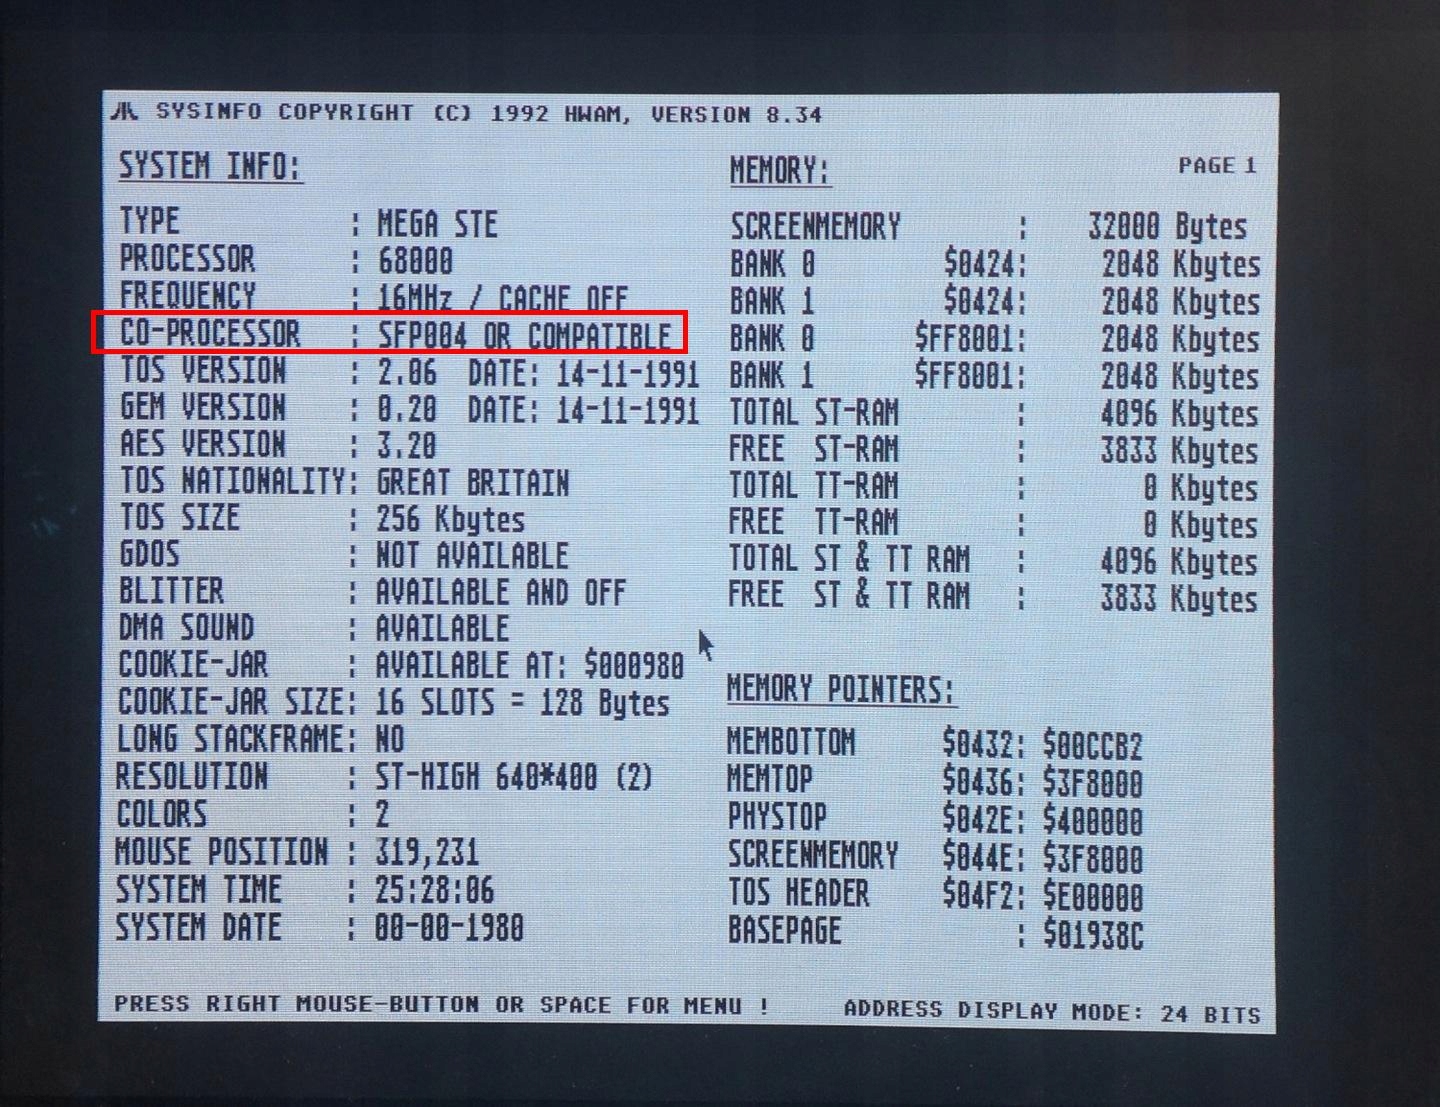 SYSINFO COPYRIGHT (C) 1992 HWAM, VERSION 8.34
PAGE 1
SYSTEM INFO:
TYPE : MEGA STE
PROCESSOR : 68000
FREQUENCY : 16MHz / CACHE OFF
CO-PROCESSOR : SFP004 OR COMPATIBLE
TOS VERSION : 2.06 DATE: 14-11-1991
GEM VERSION : 0.20 DATE: 14-11-1991
AES VERSION : 3.20
TOS NATIONALITY: GREAT BRITAIN
TOS SIZE : 256 Kbytes
GDOS : NOT AVAILABLE
BLITTER : AVAILABLE AND OFF
DMA SOUND : AVAILABLE
COOKIE-JAR : AVAILABLE AT: $000980
COOKIE-JAR SIZE: 16 SLOTS = 128 Bytes
LONG STACKFRAME: NO
RESOLUTION : ST-HIGH 640*400 (2)
COLORS : 2
MOUSE POSITION : 319,231
SYSTEM TIME : 25:28:06
SYSTEM DATE : 00-00-1980
MEMORY:
SCREENMEMORY : 32000 Bytes
BANK 0 $0424: 2048 Kbytes
BANK 1 $0424: 2048 Kbytes
BANK 0 $FF8001: 2048 Kbytes
BANK 1 $FF8001: 2048 Kbytes
TOTAL ST-RAM : 4096 Kbytes
FREE ST-RAM : 3833 Kbytes
TOTAL TT-RAM : 0 Kbytes
FREE TT-RAM : 0 Kbytes
TOTAL ST & TT RAM : 4096 Kbytes
FREE ST & TT RAM : 3833 Kbytes
MEMORY POINTERS:
MEMBOTTOM $0432: $00CCB2
MEMTOP $0436: $3F8000
PHYSTOP $042E: $400000
SCREENMEMORY $044E: $3F8000
TOS HEADER $04F2: $E00000
BASEPAGE : $01938C
PRESS RIGHT MOUSE-BUTTON OR SPACE FOR MENU !
ADDRESS DISPLAY MODE: 24 BITS